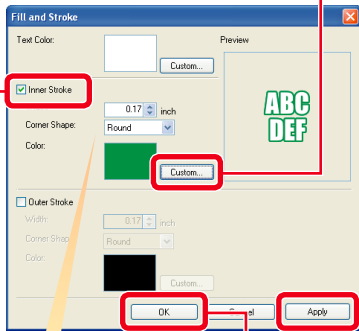 Fill and Stroke
Text Color:
Preview
Custom...
Inner Stroke
0.17 inch
Corner Shape:
Round
Color:
Custom...
ABC
DEF
Outer Stroke
Width:
0.17 inch
Corner Shape
Round
Color:
Custom...
OK
Apply